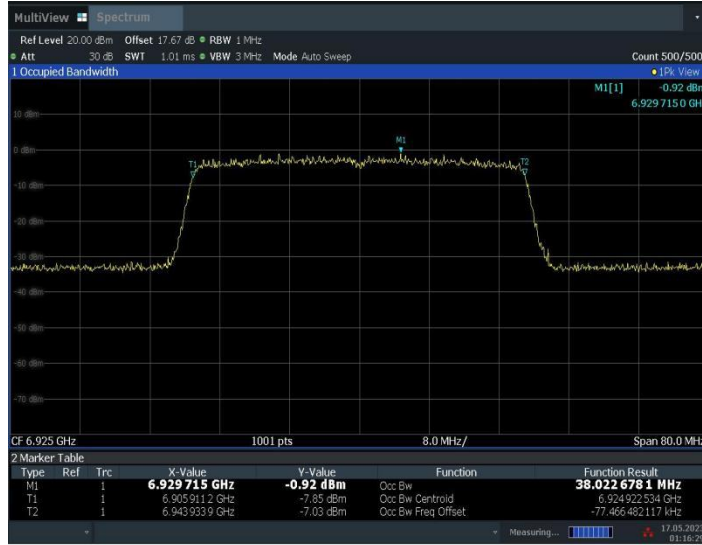 MultiView Spectrum
Ref Level 20.00 dBm Offset 17.67 dB RBW 1 MHz
Att 30 dB SWT 1.01 ms VBW 3 MHz Mode Auto Sweep Count 500/500
1 Occupied Bandwidth 1Pk View
M1[1] -0.92 dBm
6.929 715 0 GH
10 dBm
M1
0 dBm
T1 T2
-10 dBm
-20 dBm
-30 dBm
-40 dBm
-50 dBm
-60 dBm
-70 dBm
CF 6.925 GHz 1001 pts 8.0 MHz/ Span 80.0 MHz
2 Marker Table
Type Ref Trc X-Value Y-Value Function Function Result
M1 1 6.929 715 GHz -0.92 dBm Occ Bw 38.022 678 1 MHz
T1 1 6.905 911 2 GHz -7.85 dBm Occ Bw Centroid 6.924 922 534 GHz
T2 1 6.943 933 9 GHz -7.03 dBm Occ Bw Freq Offset -77.466 482 117 kHz
Measuring... 17.05.2023
01:16:29